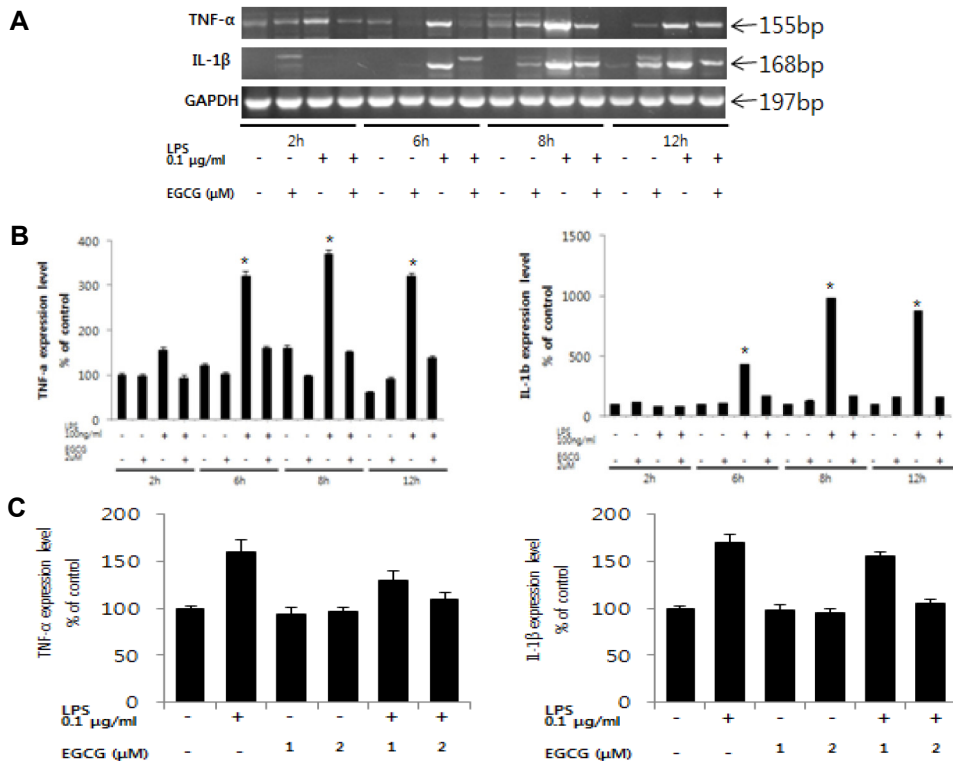 A
TNF-α
155bp
IL-1β
168bp
GAPDH
197bp
2h 6h 8h 12h
LPS
0.1 μg/ml - - + + - - + + - - + + - - + +
EGCG (μM) - + - + - + - + - + - + - + - +
B
TNF-a expression level
% of control
400
300
200
100
0
* * *
LPS
100ng/ml - - + + - - + + - - + + - - + +
EGCG
2uM - + - + - + - + - + - + - + - +
2h 6h 8h 12h
IL-1b expression level
% of control
1500
1000
500
0
* * *
LPS
100ng/ml - - + + - - + + - - + + - - + +
EGCG
2uM - + - + - + - + - + - + - + - +
2h 6h 8h 12h
C
TNF-α expression level
% of control
200
150
100
50
0
LPS
0.1 μg/ml - + - - + +
EGCG (μM) - - 1 2 1 2
IL-1β expression level
% of control
200
150
100
50
0
LPS
0.1 μg/ml - + - - + +
EGCG (μM) - - 1 2 1 2